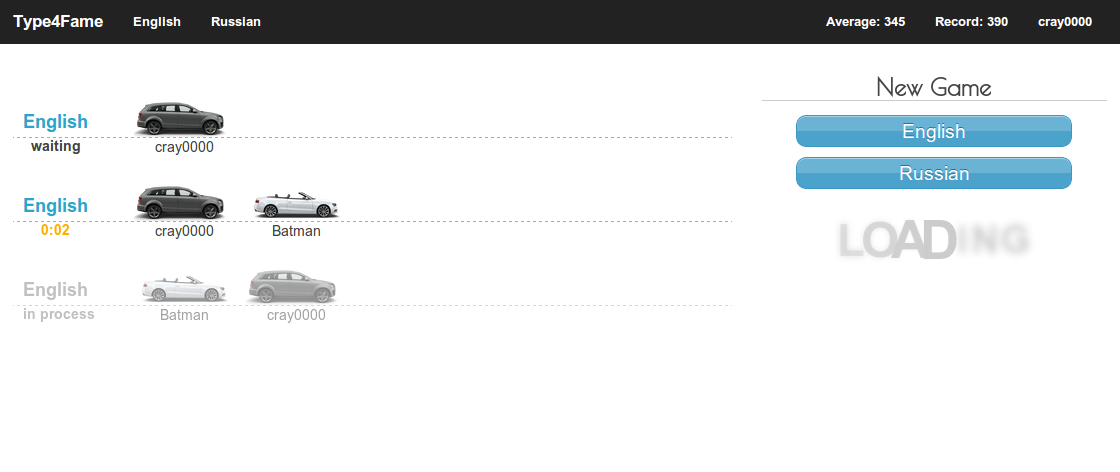 Type4Fame English Russian Average: 345 Record: 390 cray0000
New Game
English
waiting
cray0000
English
0:02
cray0000 Batman
English
in process
Batman cray0000
English
Russian
LOADING